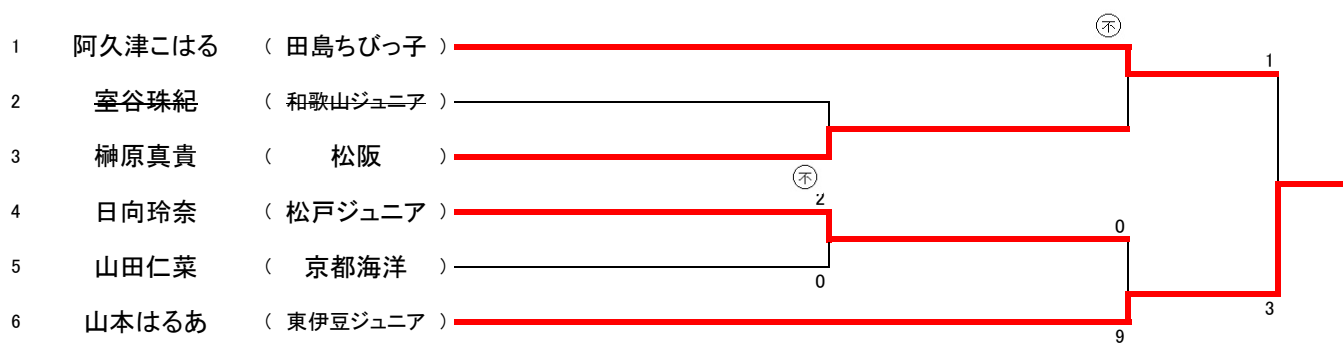 不
1 阿久津こはる ( 田島ちびっ子 )
1
2 室谷珠紀 ( 和歌山ジュニア )
3 榊原真貴 ( 松阪 )
不
2
4 日向玲奈 ( 松戸ジュニア )
0
5 山田仁菜 ( 京都海洋 )
0
3
6 山本はるあ ( 東伊豆ジュニア )
9